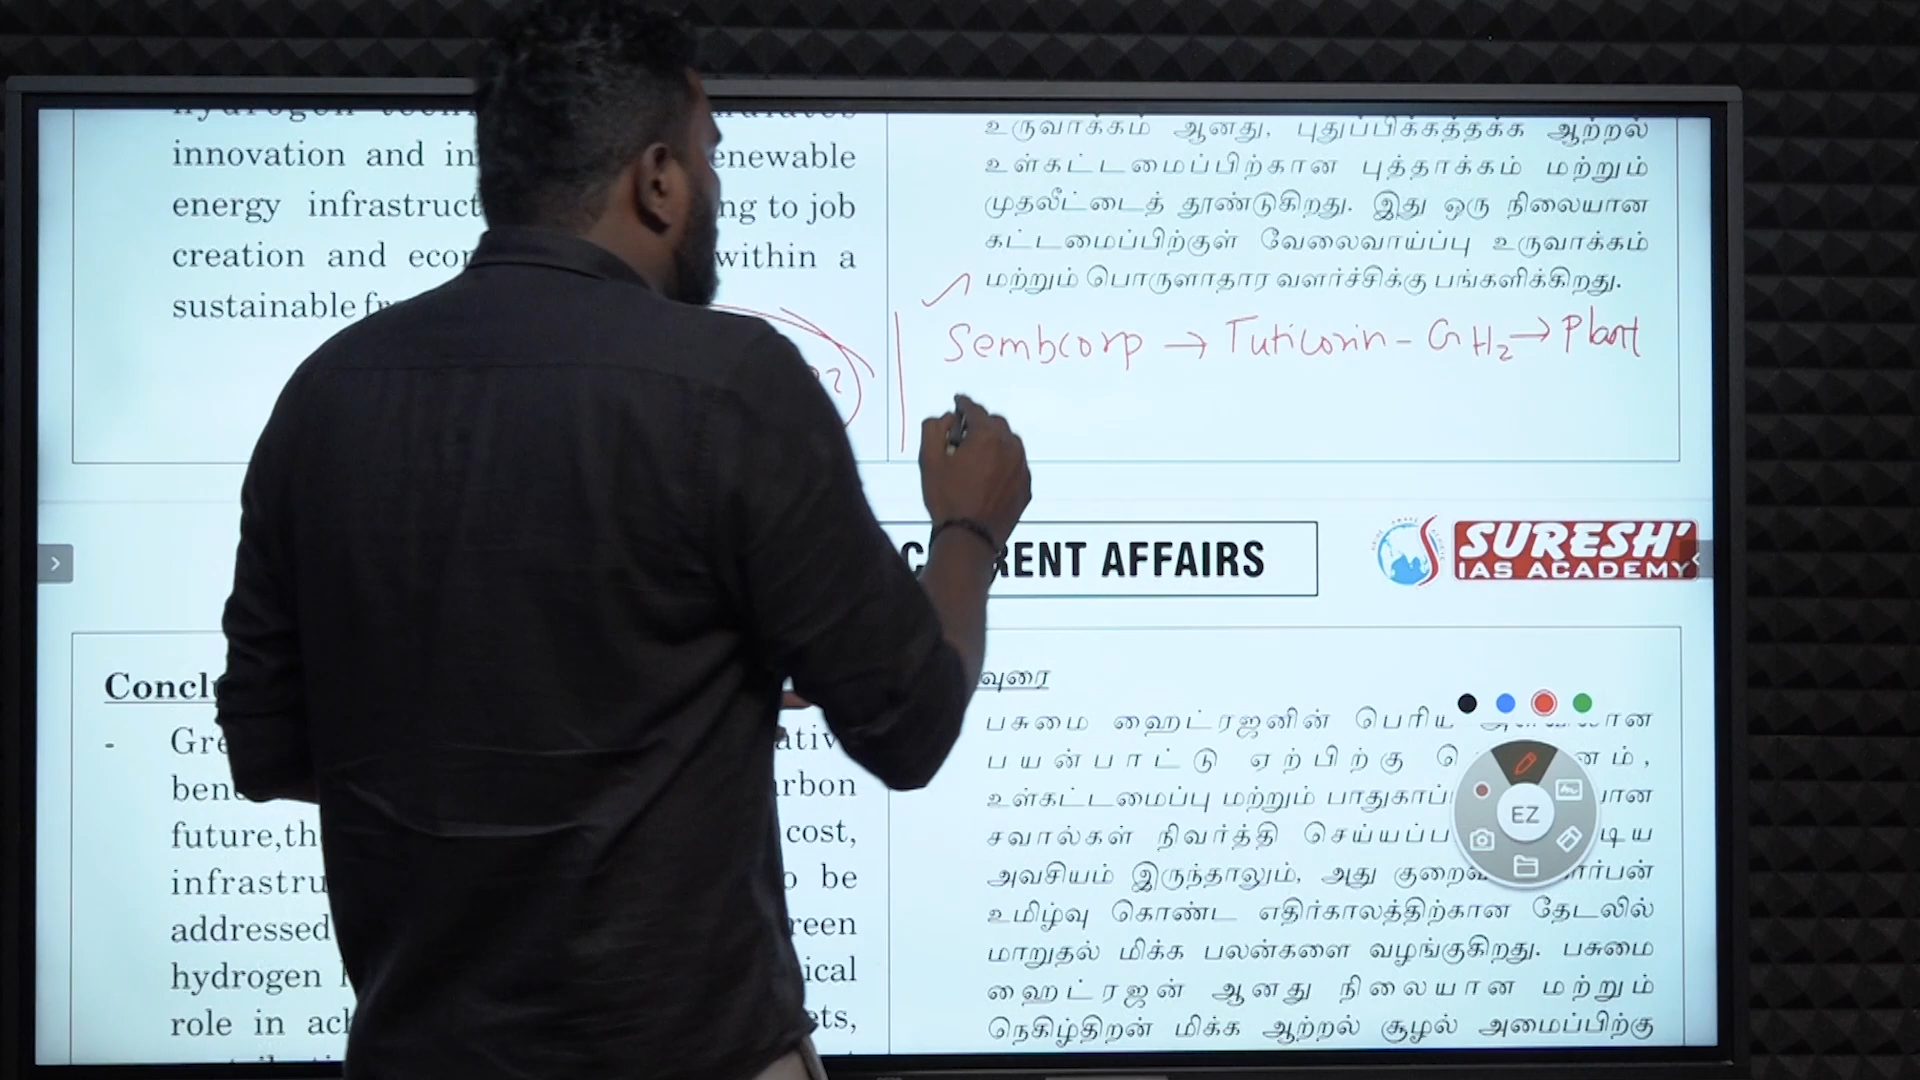 innovation and in enewable
energy infrastruct ng to job
creation and econ within a
sustainable fr
உருவாக்கம் ஆனது, புதுப்பிக்கத்தக்க ஆற்றல்
உள்கட்டமைப்பிற்கான புத்தாக்கம் மற்றும்
முதலீட்டைத் தூண்டுகிறது. இது ஒரு நிலையான
கட்டமைப்பிற்குள் வேலைவாய்ப்பு உருவாக்கம்
மற்றும் பொருளாதார வளர்ச்சிக்கு பங்களிக்கிறது.
Sembcorp → Tuticorin - GH₂ → Plant
RENT AFFAIRS
SURESH'
IAS ACADEMY
Conclu
- Gre ativ
ben rbon
future,th cost,
infrastru o be
addressed reen
hydrogen ical
role in ach ets,
வுரை
பசுமை ஹைட்ரஜனின் பெரிய
பயன்பாட்டு ஏற்பிற்கு னம்,
உள்கட்டமைப்பு மற்றும் பாதுகாப் ான
சவால்கள் நிவர்த்தி செய்யப்ப டிய
அவசியம் இருந்தாலும், அது குறைவ ார்பன்
உமிழ்வு கொண்ட எதிர்காலத்திற்கான தேடலில்
மாறுதல் மிக்க பலன்களை வழங்குகிறது. பசுமை
ஹைட்ரஜன் ஆனது நிலையான மற்றும்
நெகிழ்திறன் மிக்க ஆற்றல் சூழல் அமைப்பிற்கு
EZ